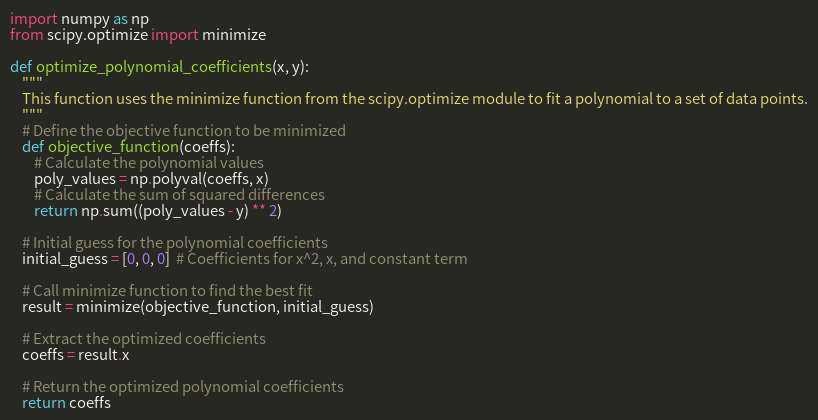 import numpy as np
from scipy.optimize import minimize

def optimize_polynomial_coefficients(x, y):
    """
    This function uses the minimize function from the scipy.optimize module to fit a polynomial to a set of data points.
    """
    # Define the objective function to be minimized
    def objective_function(coeffs):
        # Calculate the polynomial values
        poly_values = np.polyval(coeffs, x)
        # Calculate the sum of squared differences
        return np.sum((poly_values - y) ** 2)

    # Initial guess for the polynomial coefficients
    initial_guess = [0, 0, 0]  # Coefficients for x^2, x, and constant term

    # Call minimize function to find the best fit
    result = minimize(objective_function, initial_guess)

    # Extract the optimized coefficients
    coeffs = result.x

    # Return the optimized polynomial coefficients
    return coeffs